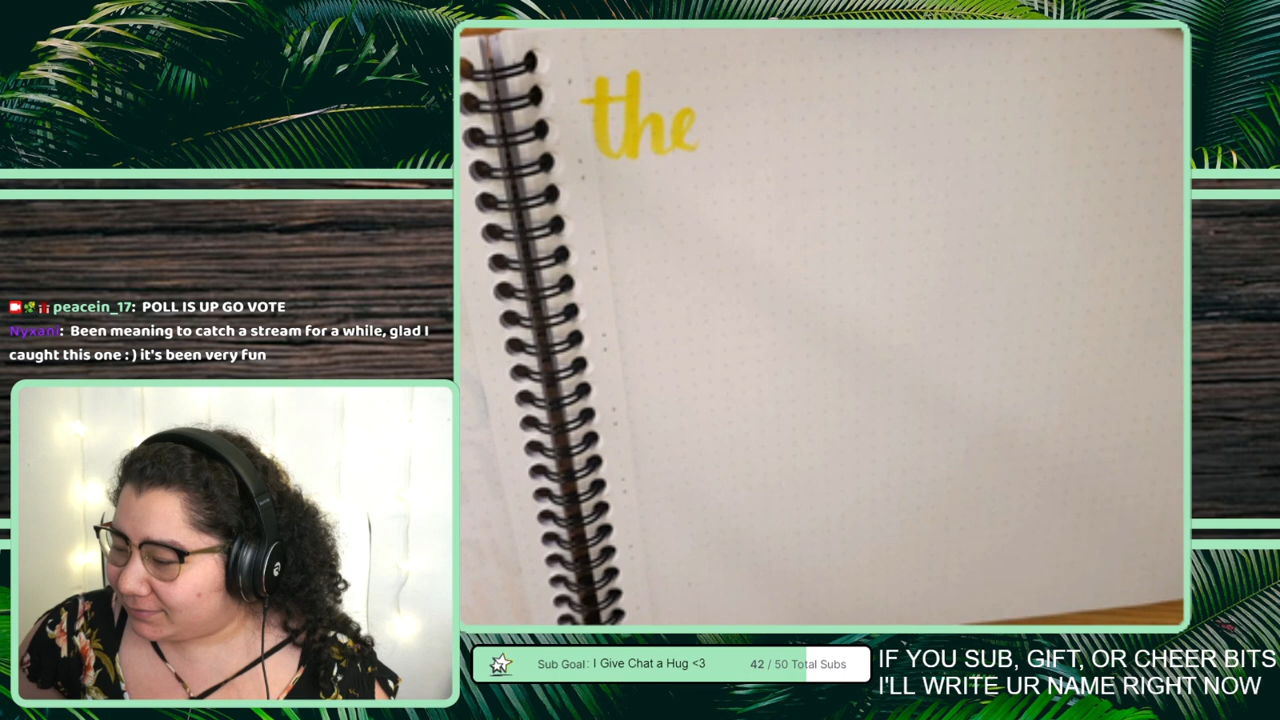 the
peacein_17: POLL IS UP GO VOTE
Nyxani: Been meaning to catch a stream for a while, glad I
caught this one : ) it's been very fun
Sub Goal: I Give Chat a Hug <3 42 / 50 Total Subs
IF YOU SUB, GIFT, OR CHEER BITS
I'LL WRITE UR NAME RIGHT NOW